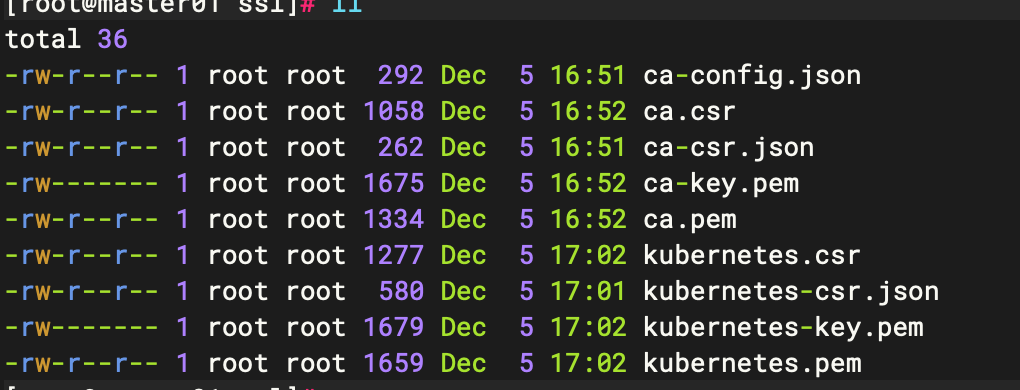 [root@master01 ssl]# ll
total 36
-rw-r--r-- 1 root root  292 Dec  5 16:51 ca-config.json
-rw-r--r-- 1 root root 1058 Dec  5 16:52 ca.csr
-rw-r--r-- 1 root root  262 Dec  5 16:51 ca-csr.json
-rw------- 1 root root 1675 Dec  5 16:52 ca-key.pem
-rw-r--r-- 1 root root 1334 Dec  5 16:52 ca.pem
-rw-r--r-- 1 root root 1277 Dec  5 17:02 kubernetes.csr
-rw-r--r-- 1 root root  580 Dec  5 17:01 kubernetes-csr.json
-rw------- 1 root root 1679 Dec  5 17:02 kubernetes-key.pem
-rw-r--r-- 1 root root 1659 Dec  5 17:02 kubernetes.pem